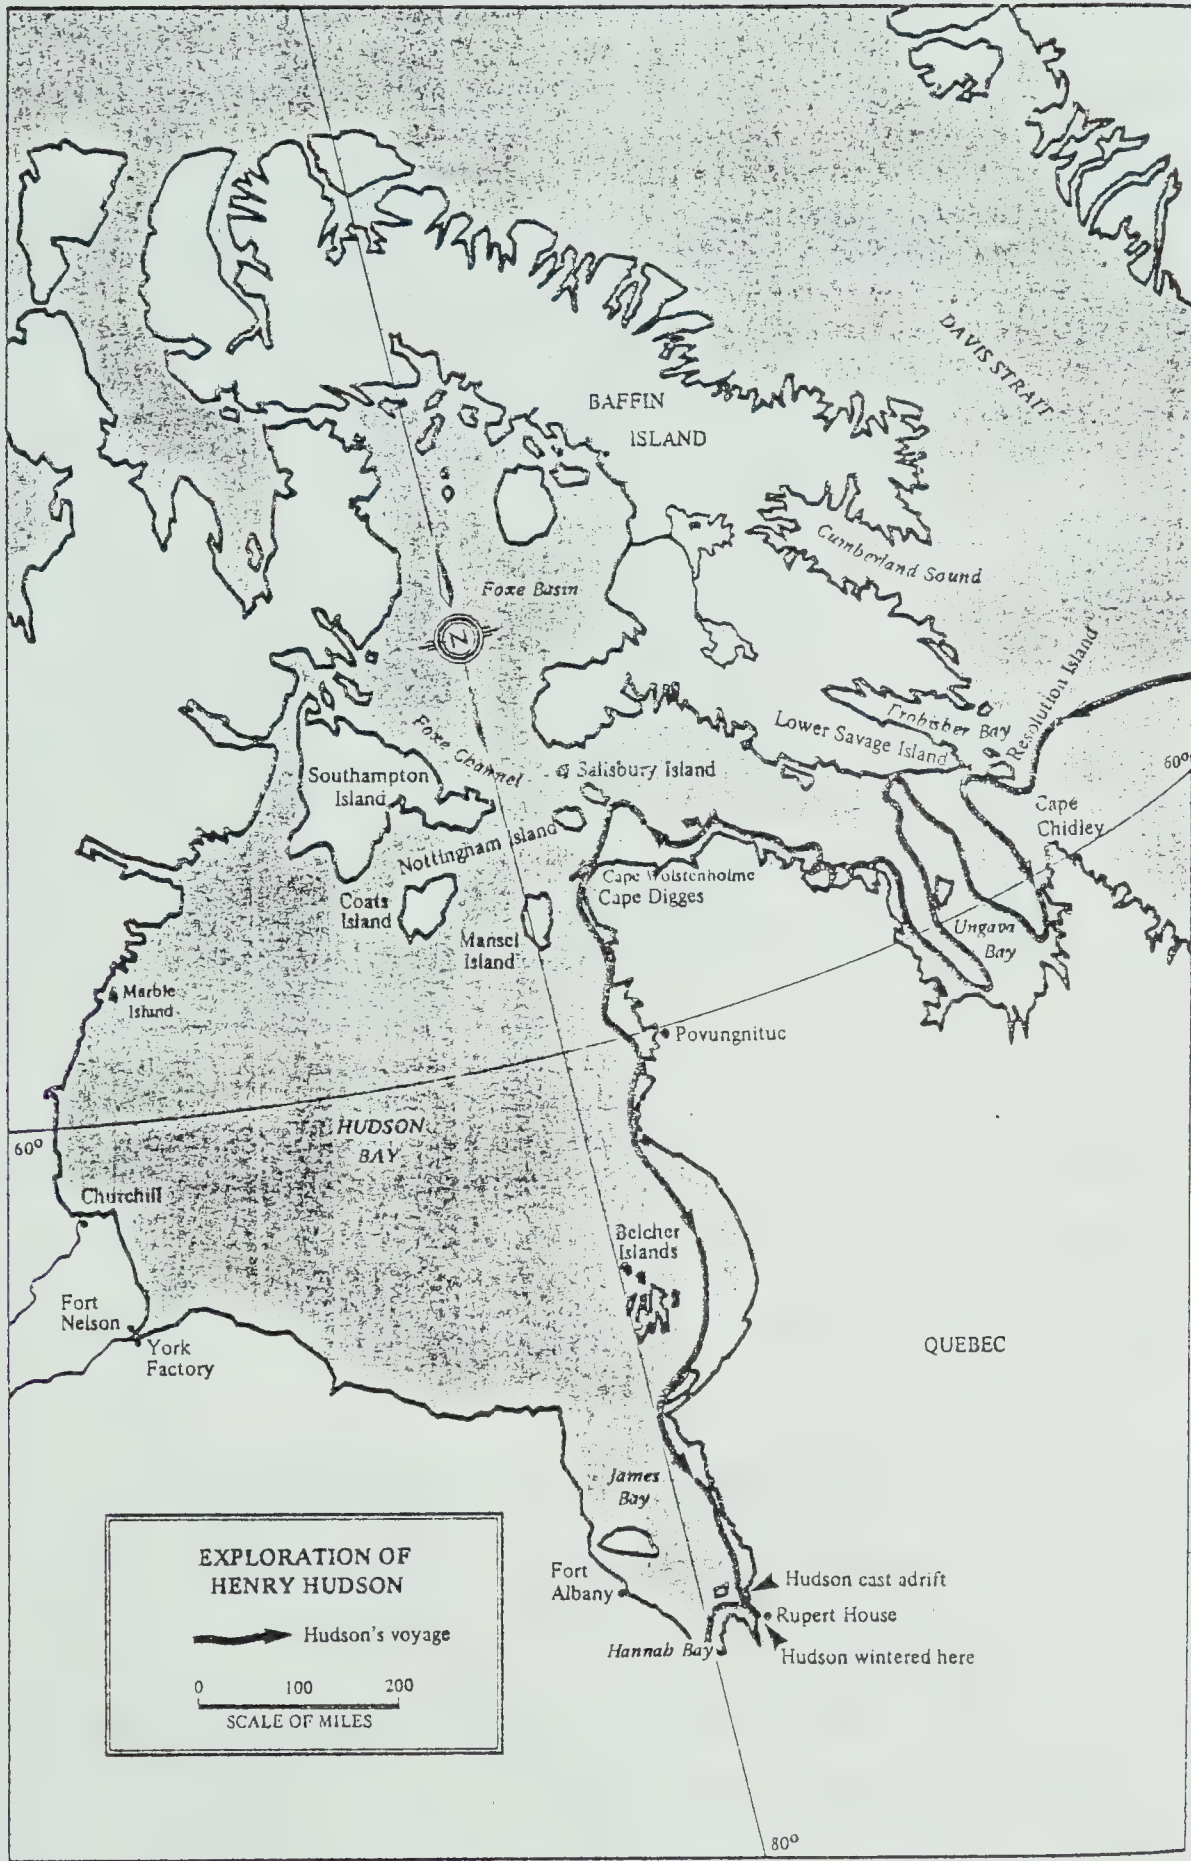 DAVIS STRAIT
BAFFIN
ISLAND
Cumberland Sound
Foxe Basin
N
Resolution Island
Frobisher Bay
Lower Savage Island
Foxe Channel
Salisbury Island
60°
Southampton
Island
Cape
Chidley
Nottingham Island
Cape Wolstenholme
Cape Digges
Coats
Island
Mansel
Island
Ungava
Bay
Marble
Island
Povungnituc
HUDSON
BAY
60°
Churchill
Belcher
Islands
Fort
Nelson
York
Factory
QUEBEC
James
Bay
EXPLORATION OF
HENRY HUDSON
Hudson's voyage
0 100 200
SCALE OF MILES
Fort
Albany
Hudson cast adrift
Rupert House
Hannah Bay
Hudson wintered here
80°